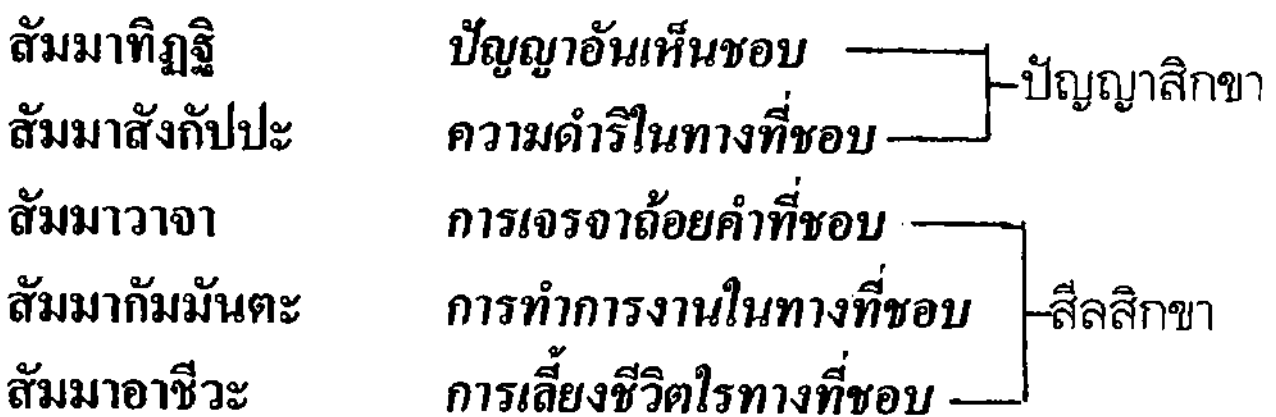 สัมมาทิฏฐิ ปัญญาอันเห็นชอบ
ปัญญาสิกขา
สัมมาสังกัปปะ ความดำริในทางที่ชอบ
สัมมาวาจา การเจรจาถ้อยคำที่ชอบ
สัมมากัมมันตะ การทำการงานในทางที่ชอบ สีลสิกขา
สัมมาอาชีวะ การเลี้ยงชีวิตใรทางที่ชอบ